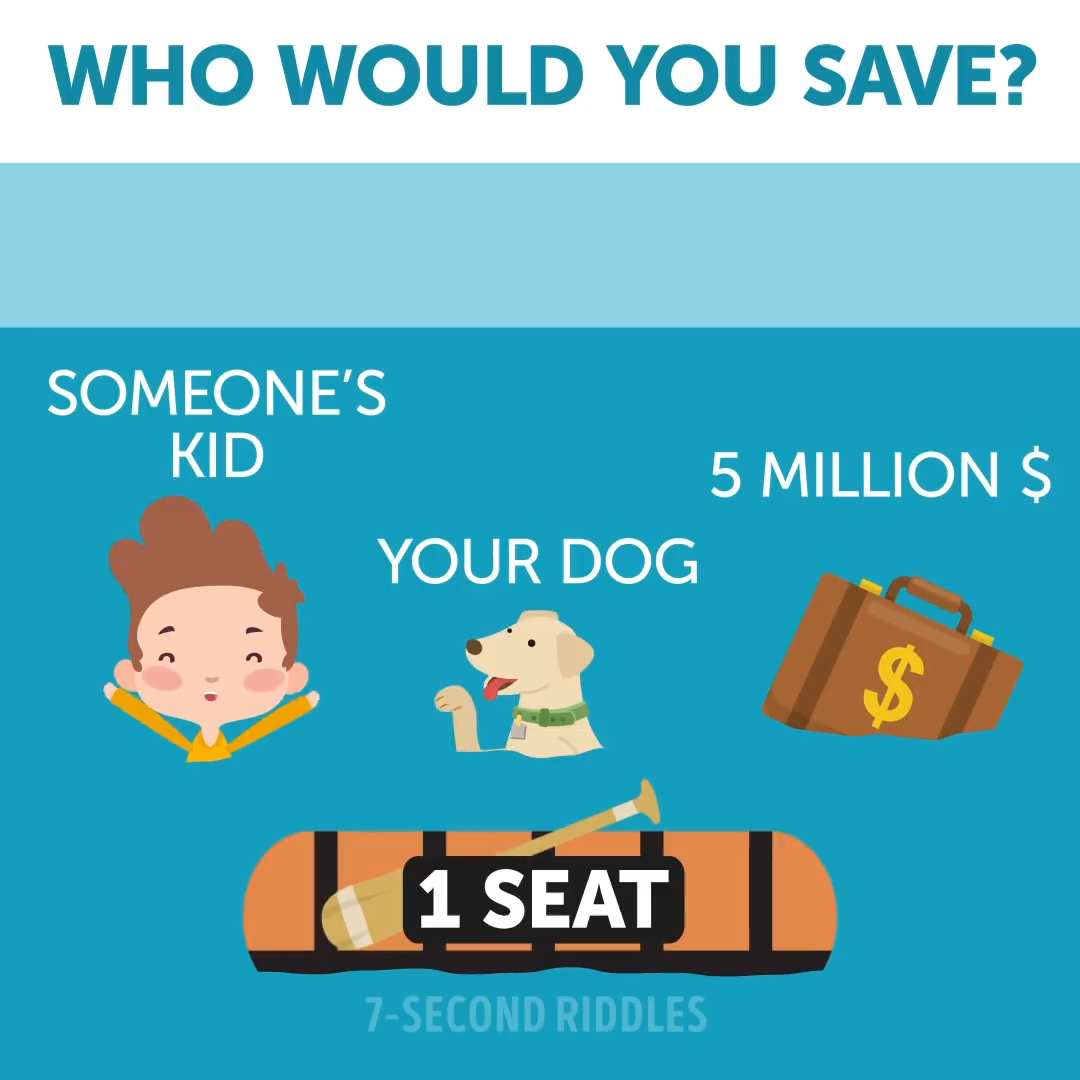 WHO WOULD YOU SAVE?
SOMEONE'S
KID
5 MILLION $
YOUR DOG
$
1 SEAT
7-SECOND RIDDLES